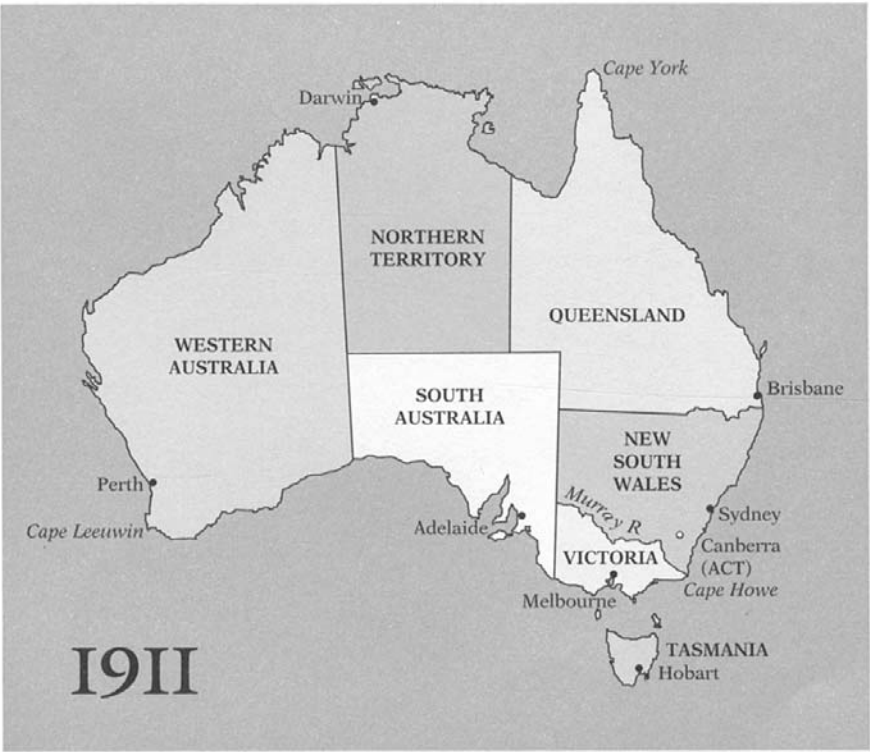 Cape York
Darwin
NORTHERN
TERRITORY
QUEENSLAND
WESTERN
AUSTRALIA
SOUTH
AUSTRALIA
Brisbane
NEW
SOUTH
WALES
Perth
Murray R
Sydney
Cape Leeuwin
Adelaide
Canberra
(ACT)
VICTORIA
Cape Howe
Melbourne
TASMANIA
Hobart
1911